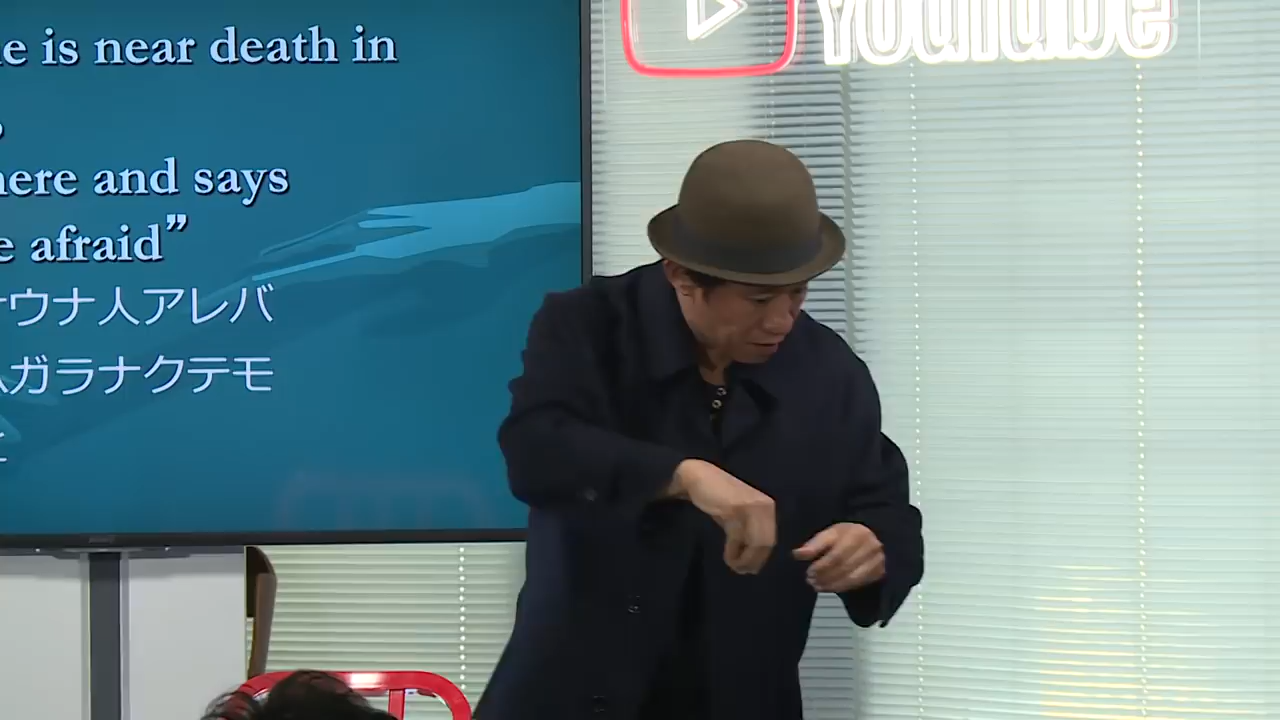 YouTube
is near death in
and says
afraid”
ウナ人アレバ
ガラナクテモ